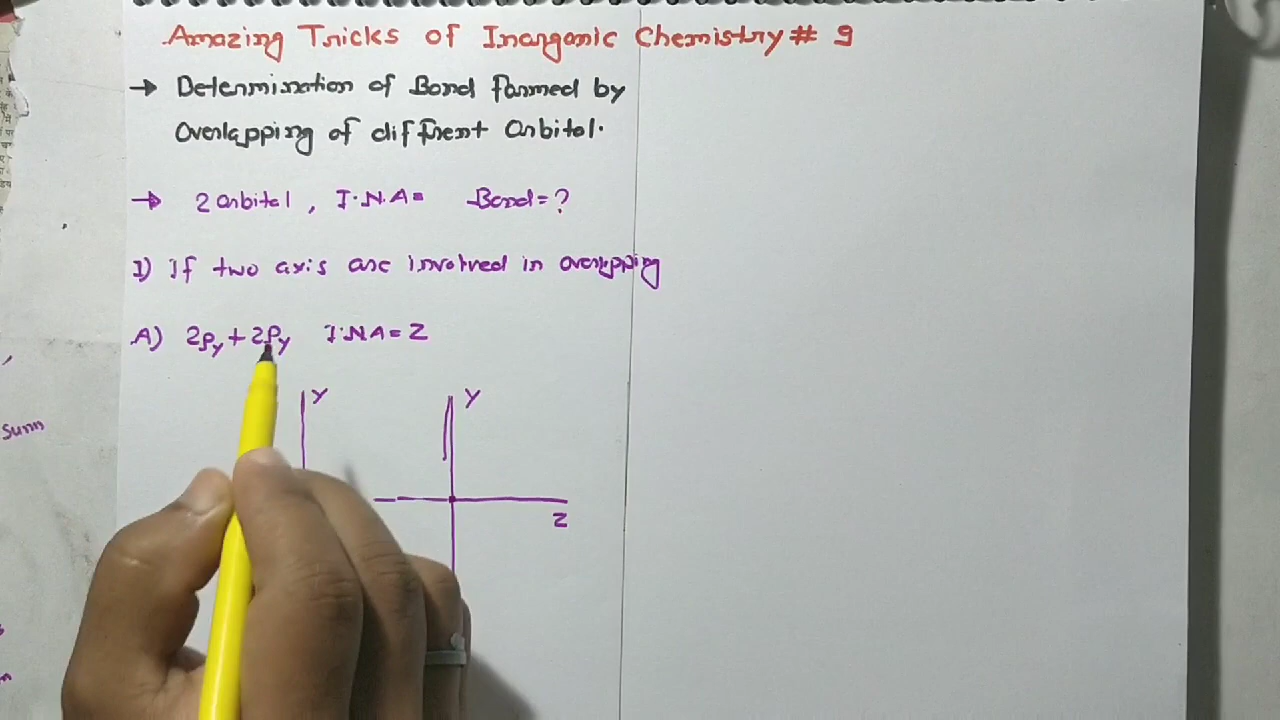 Amazing Tricks of Inorganic Chemistry # 9
→ Determination of Bond formed by
Overlapping of different Orbital.
→ 2 orbital , I.N.A = Bond = ?
I) If two axis are involved in overlapping
A) 2Py + 2Py I.N.A = Z
Y Y
Z
Sunn